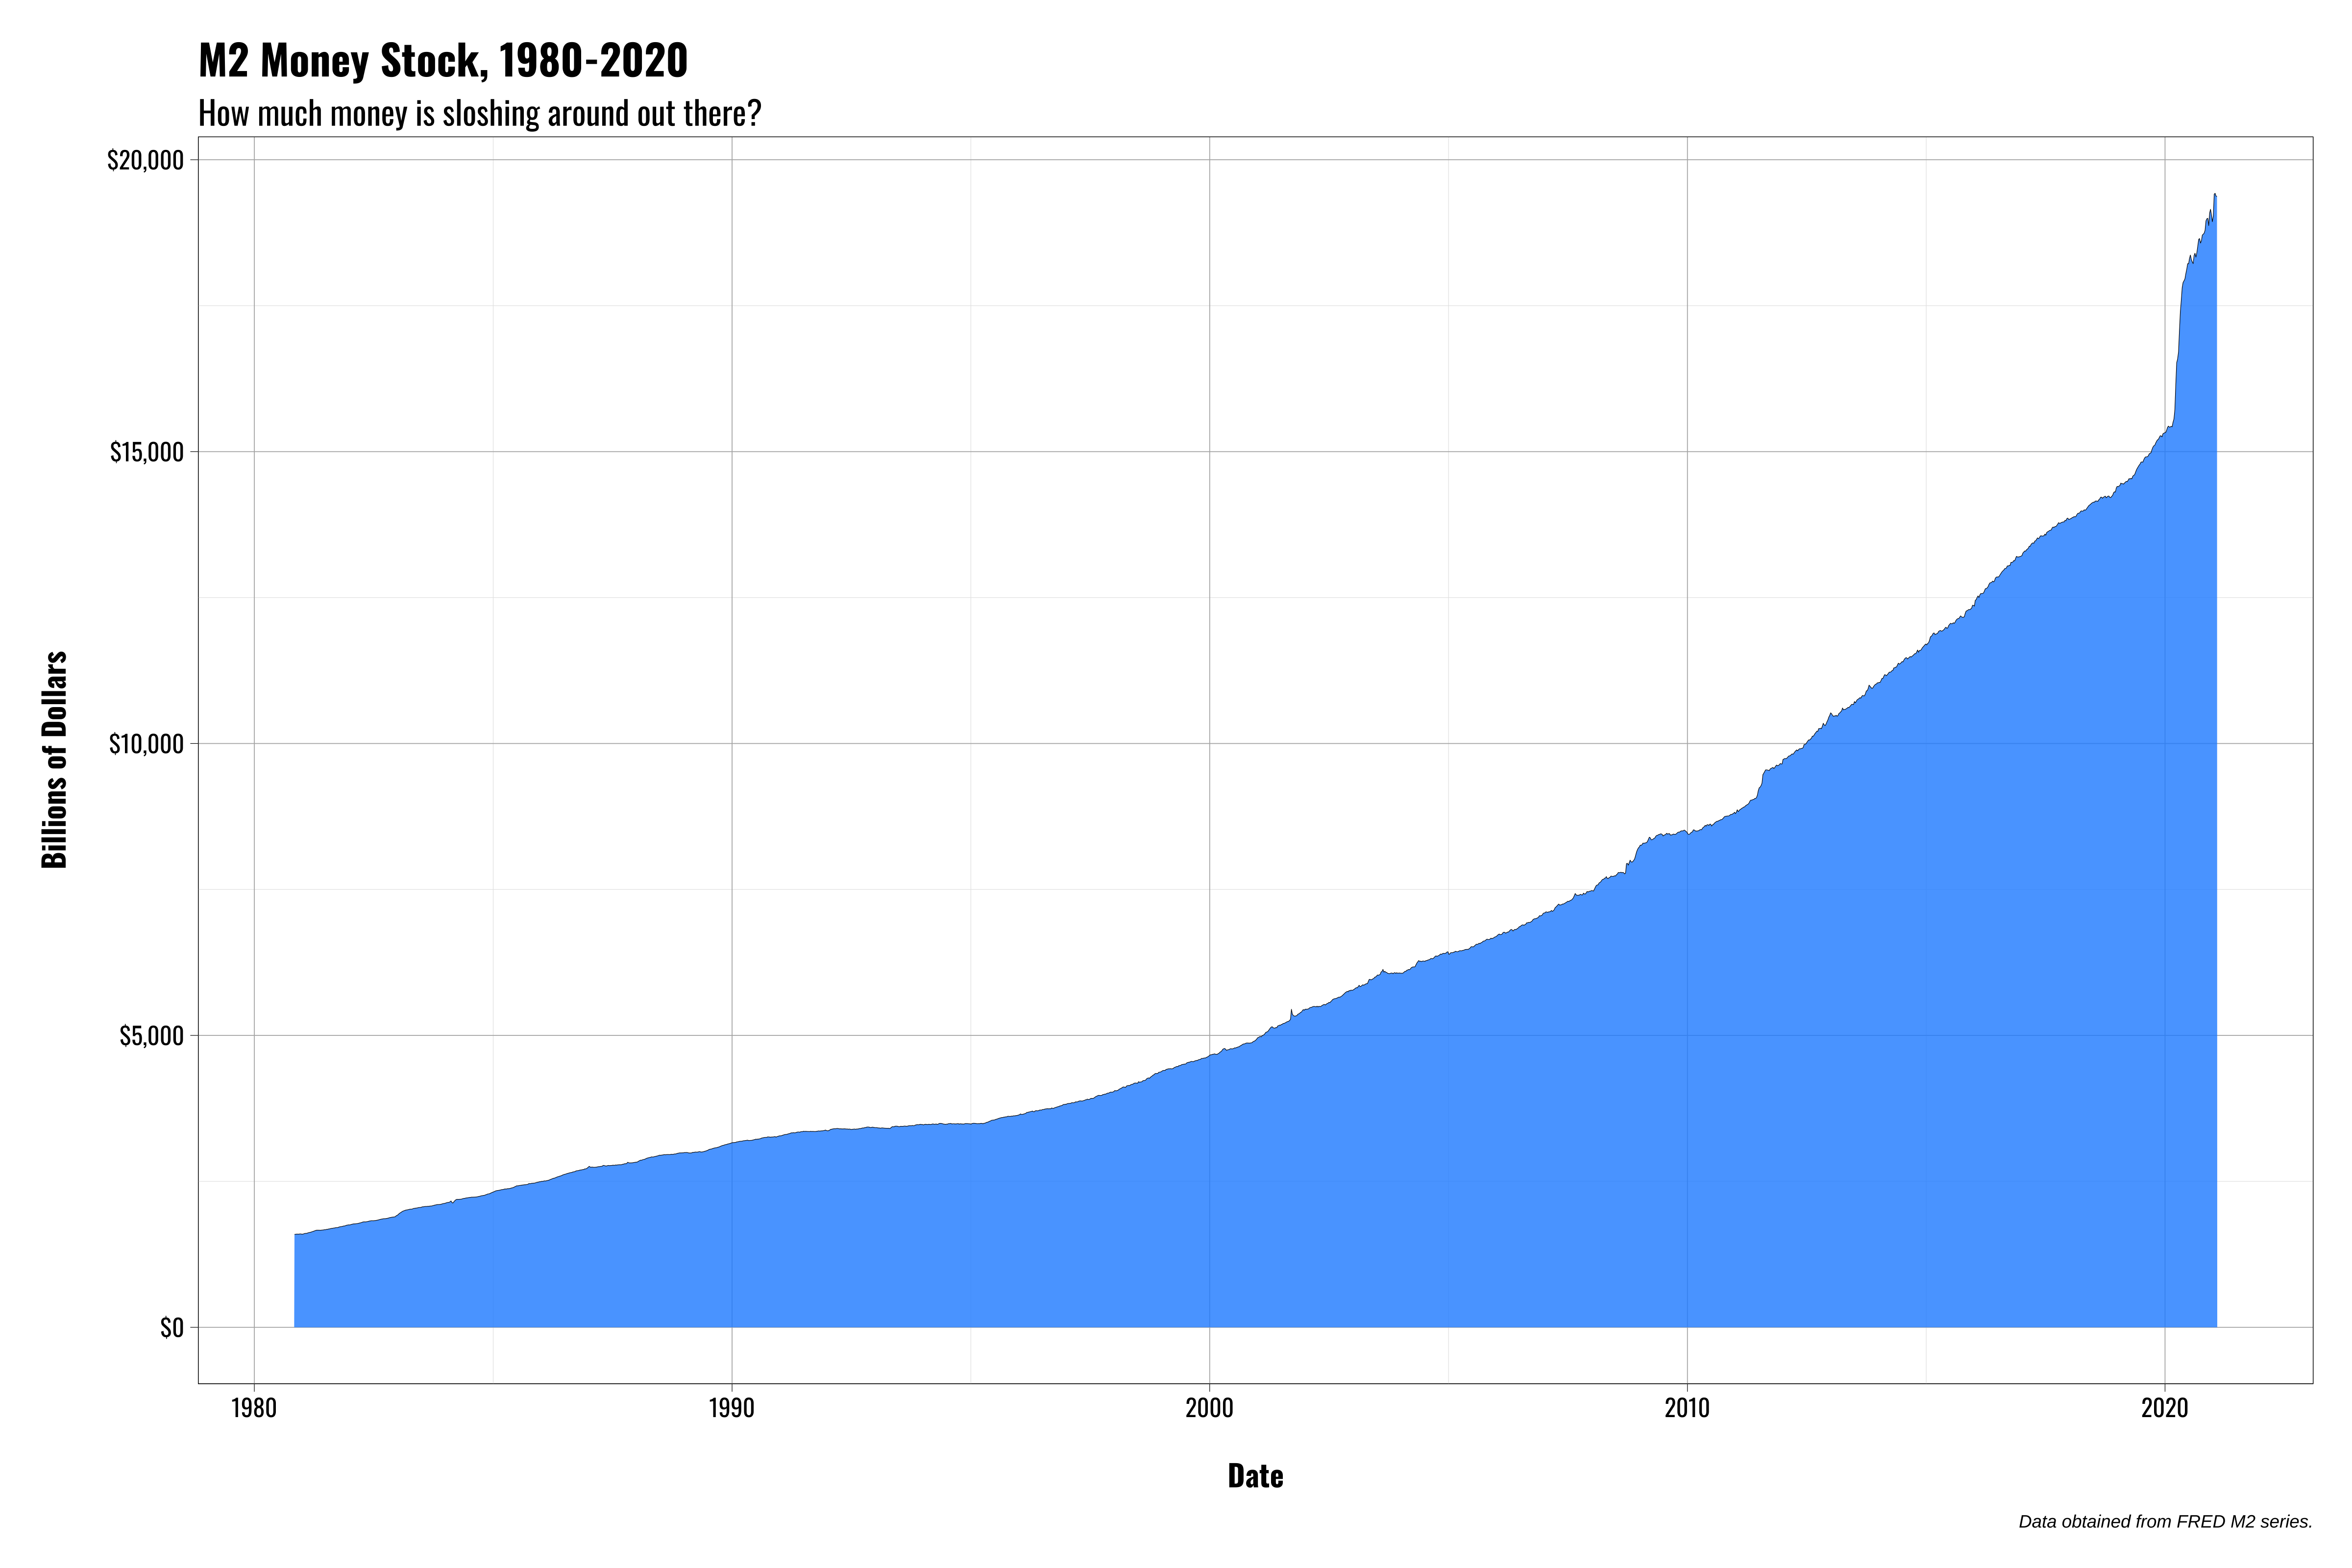 M2 Money Stock, 1980-2020
How much money is sloshing around out there?
$20,000
$15,000
$10,000
$5,000
$0
Billions of Dollars
1980 1990 2000 2010 2020
Date
Data obtained from FRED M2 series.